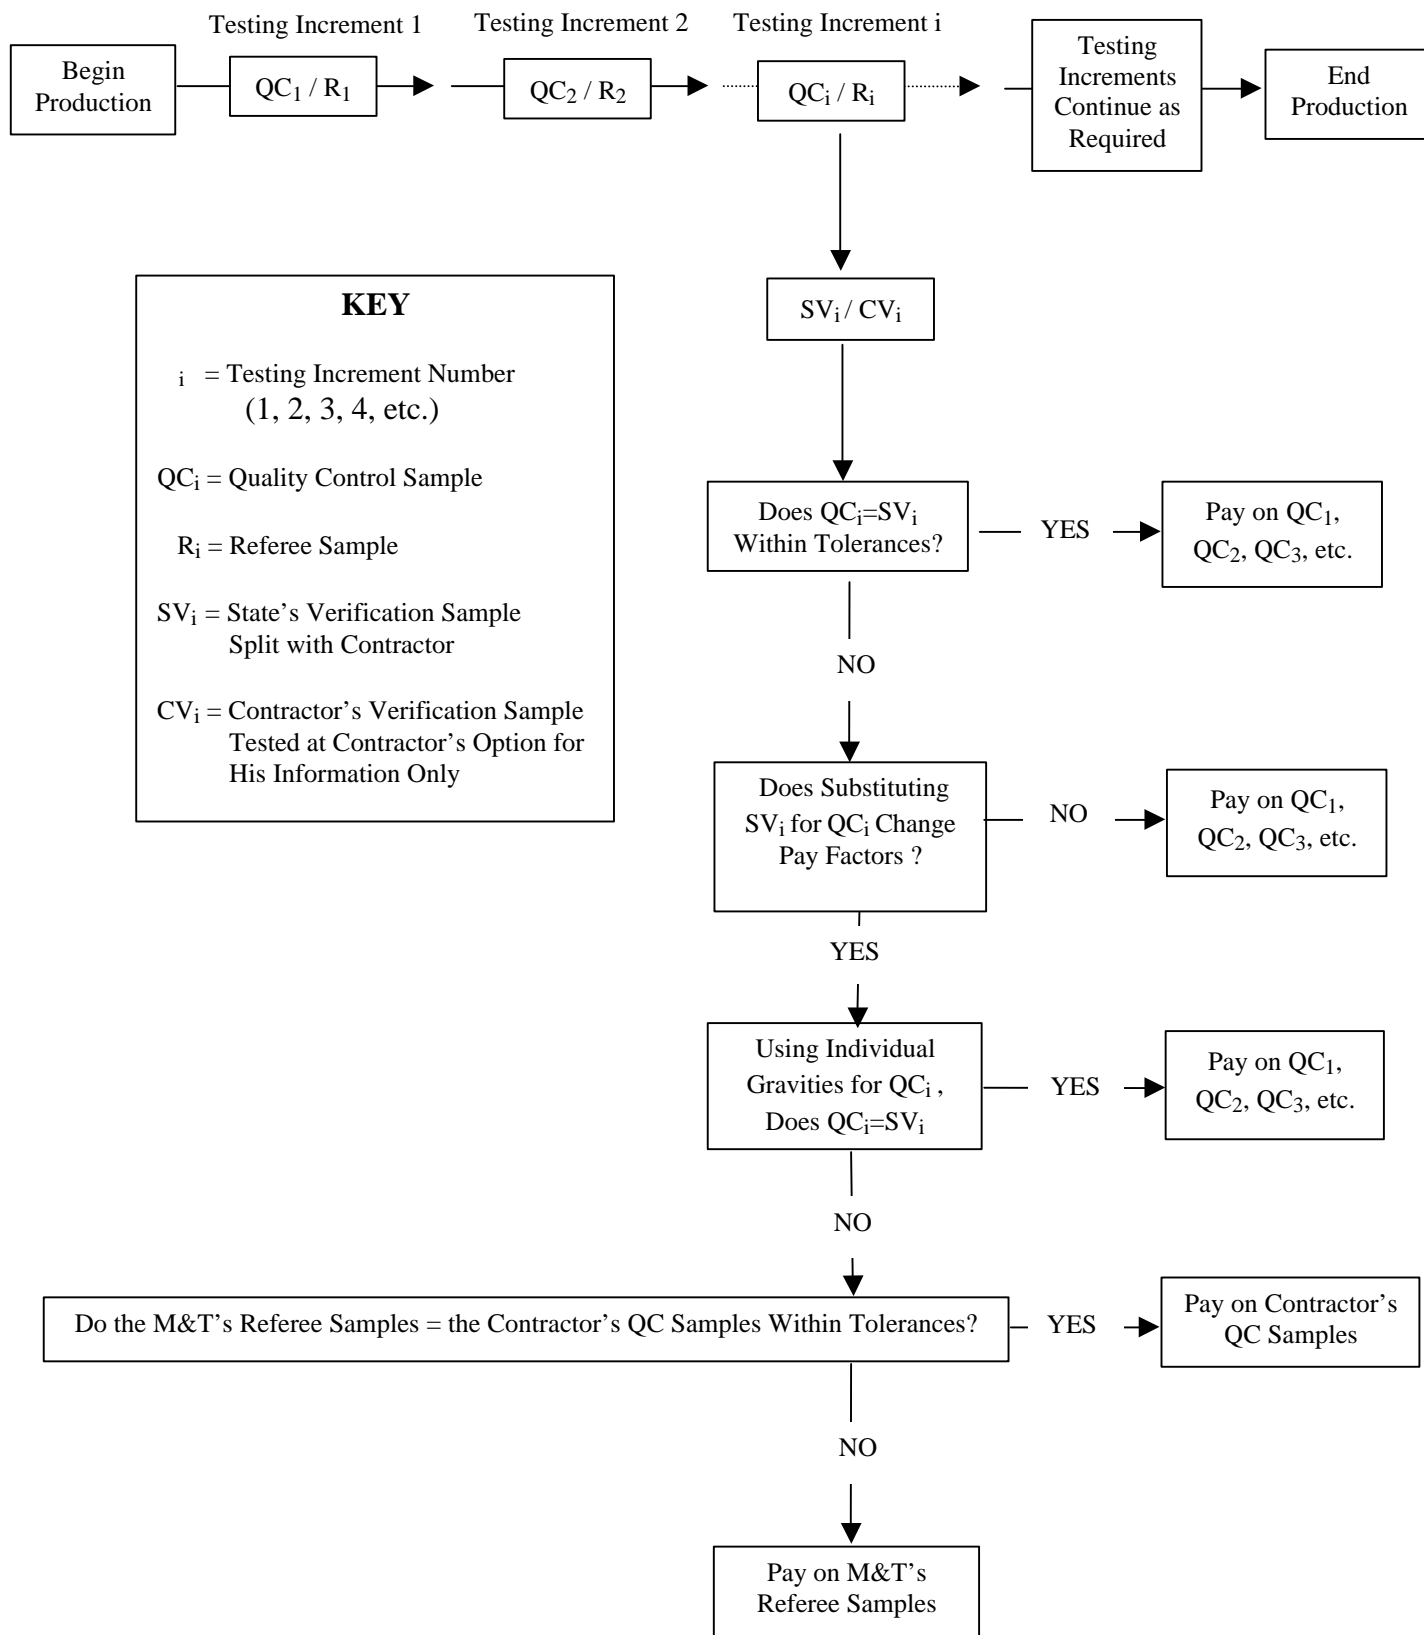 Testing Increment 1
Testing Increment 2
Testing Increment i
Begin
Production
QC1 / R1
QC2 / R2
QCi / Ri
Testing
Increments
Continue as
Required
End
Production
SVi / CVi
KEY
i = Testing Increment Number
(1, 2, 3, 4, etc.)
QCi = Quality Control Sample
Ri = Referee Sample
SVi = State’s Verification Sample
Split with Contractor
CVi = Contractor’s Verification Sample
Tested at Contractor’s Option for
His Information Only
Does QCi=SVi
Within Tolerances?
YES
Pay on QC1,
QC2, QC3, etc.
NO
Does Substituting
SVi for QCi Change
Pay Factors ?
NO
Pay on QC1,
QC2, QC3, etc.
YES
Using Individual
Gravities for QCi ,
Does QCi=SVi
YES
Pay on QC1,
QC2, QC3, etc.
NO
Do the M&T’s Referee Samples = the Contractor’s QC Samples Within Tolerances?
YES
Pay on Contractor’s
QC Samples
NO
Pay on M&T’s
Referee Samples